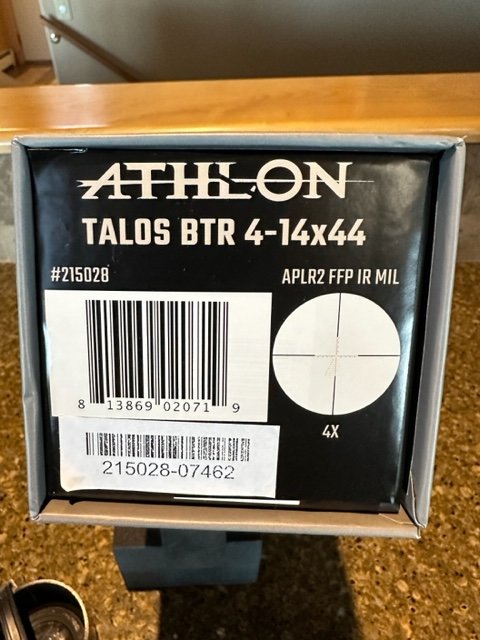 ATHLON
TALOS BTR 4-14x44
#215028
APLR2 FFP IR MIL
8 13869 02071 9
4X
215028-07462